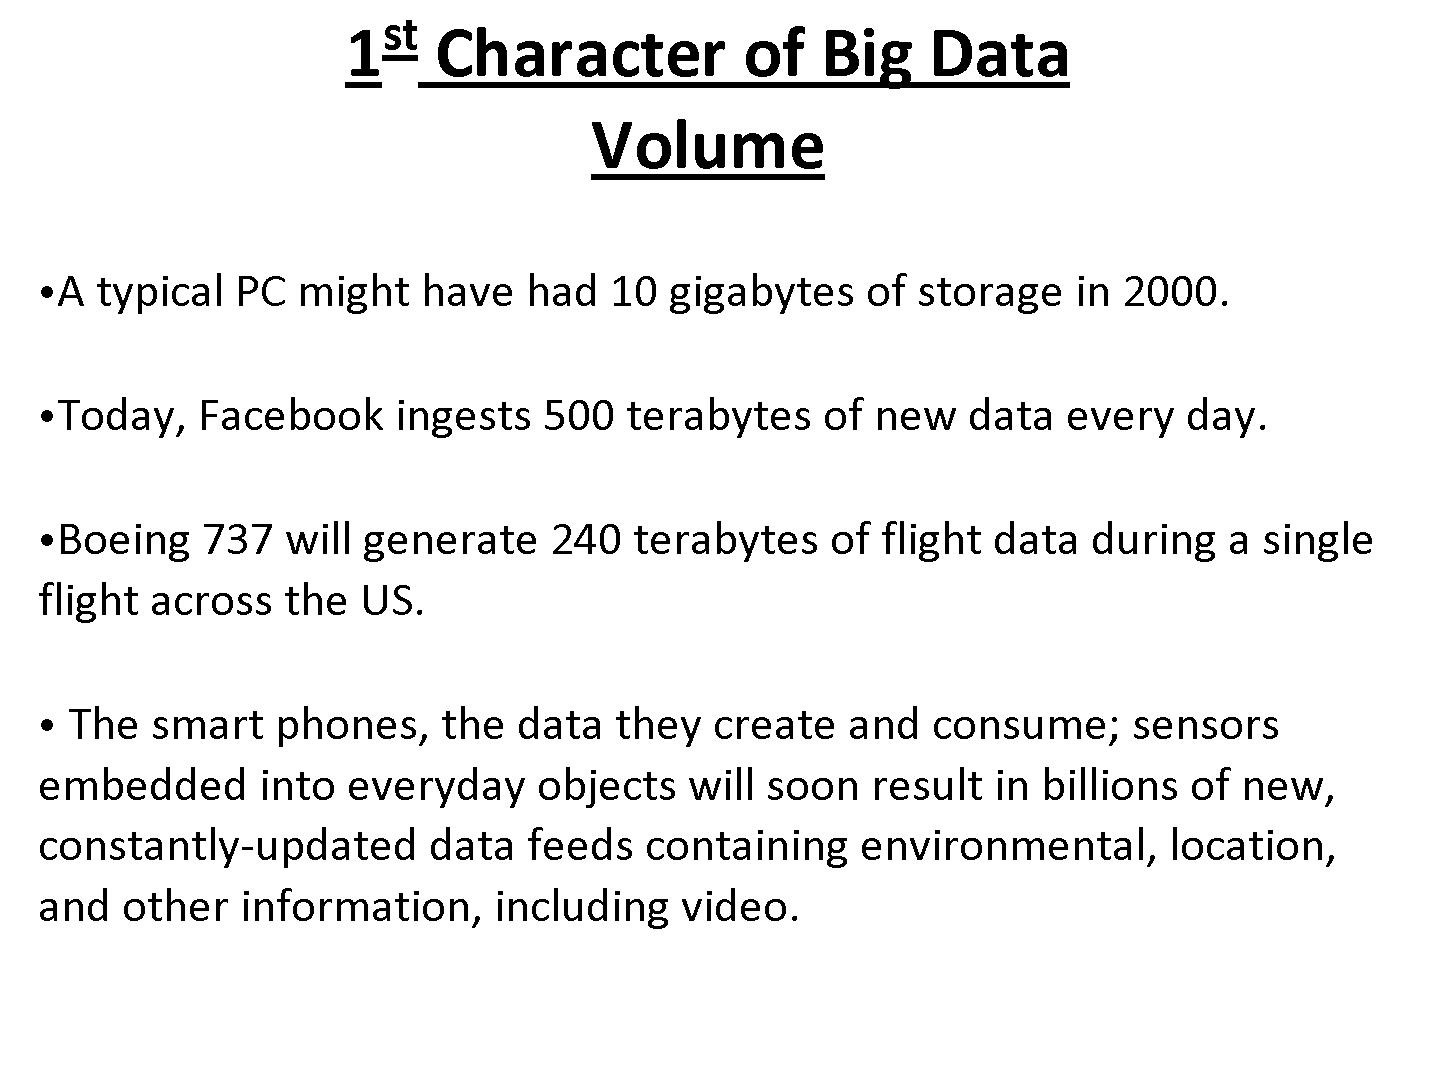 1st Character of Big Data
Volume
•A typical PC might have had 10 gigabytes of storage in 2000.
•Today, Facebook ingests 500 terabytes of new data every day.
•Boeing 737 will generate 240 terabytes of flight data during a single
flight across the US.
• The smart phones, the data they create and consume; sensors
embedded into everyday objects will soon result in billions of new,
constantly-updated data feeds containing environmental, location,
and other information, including video.